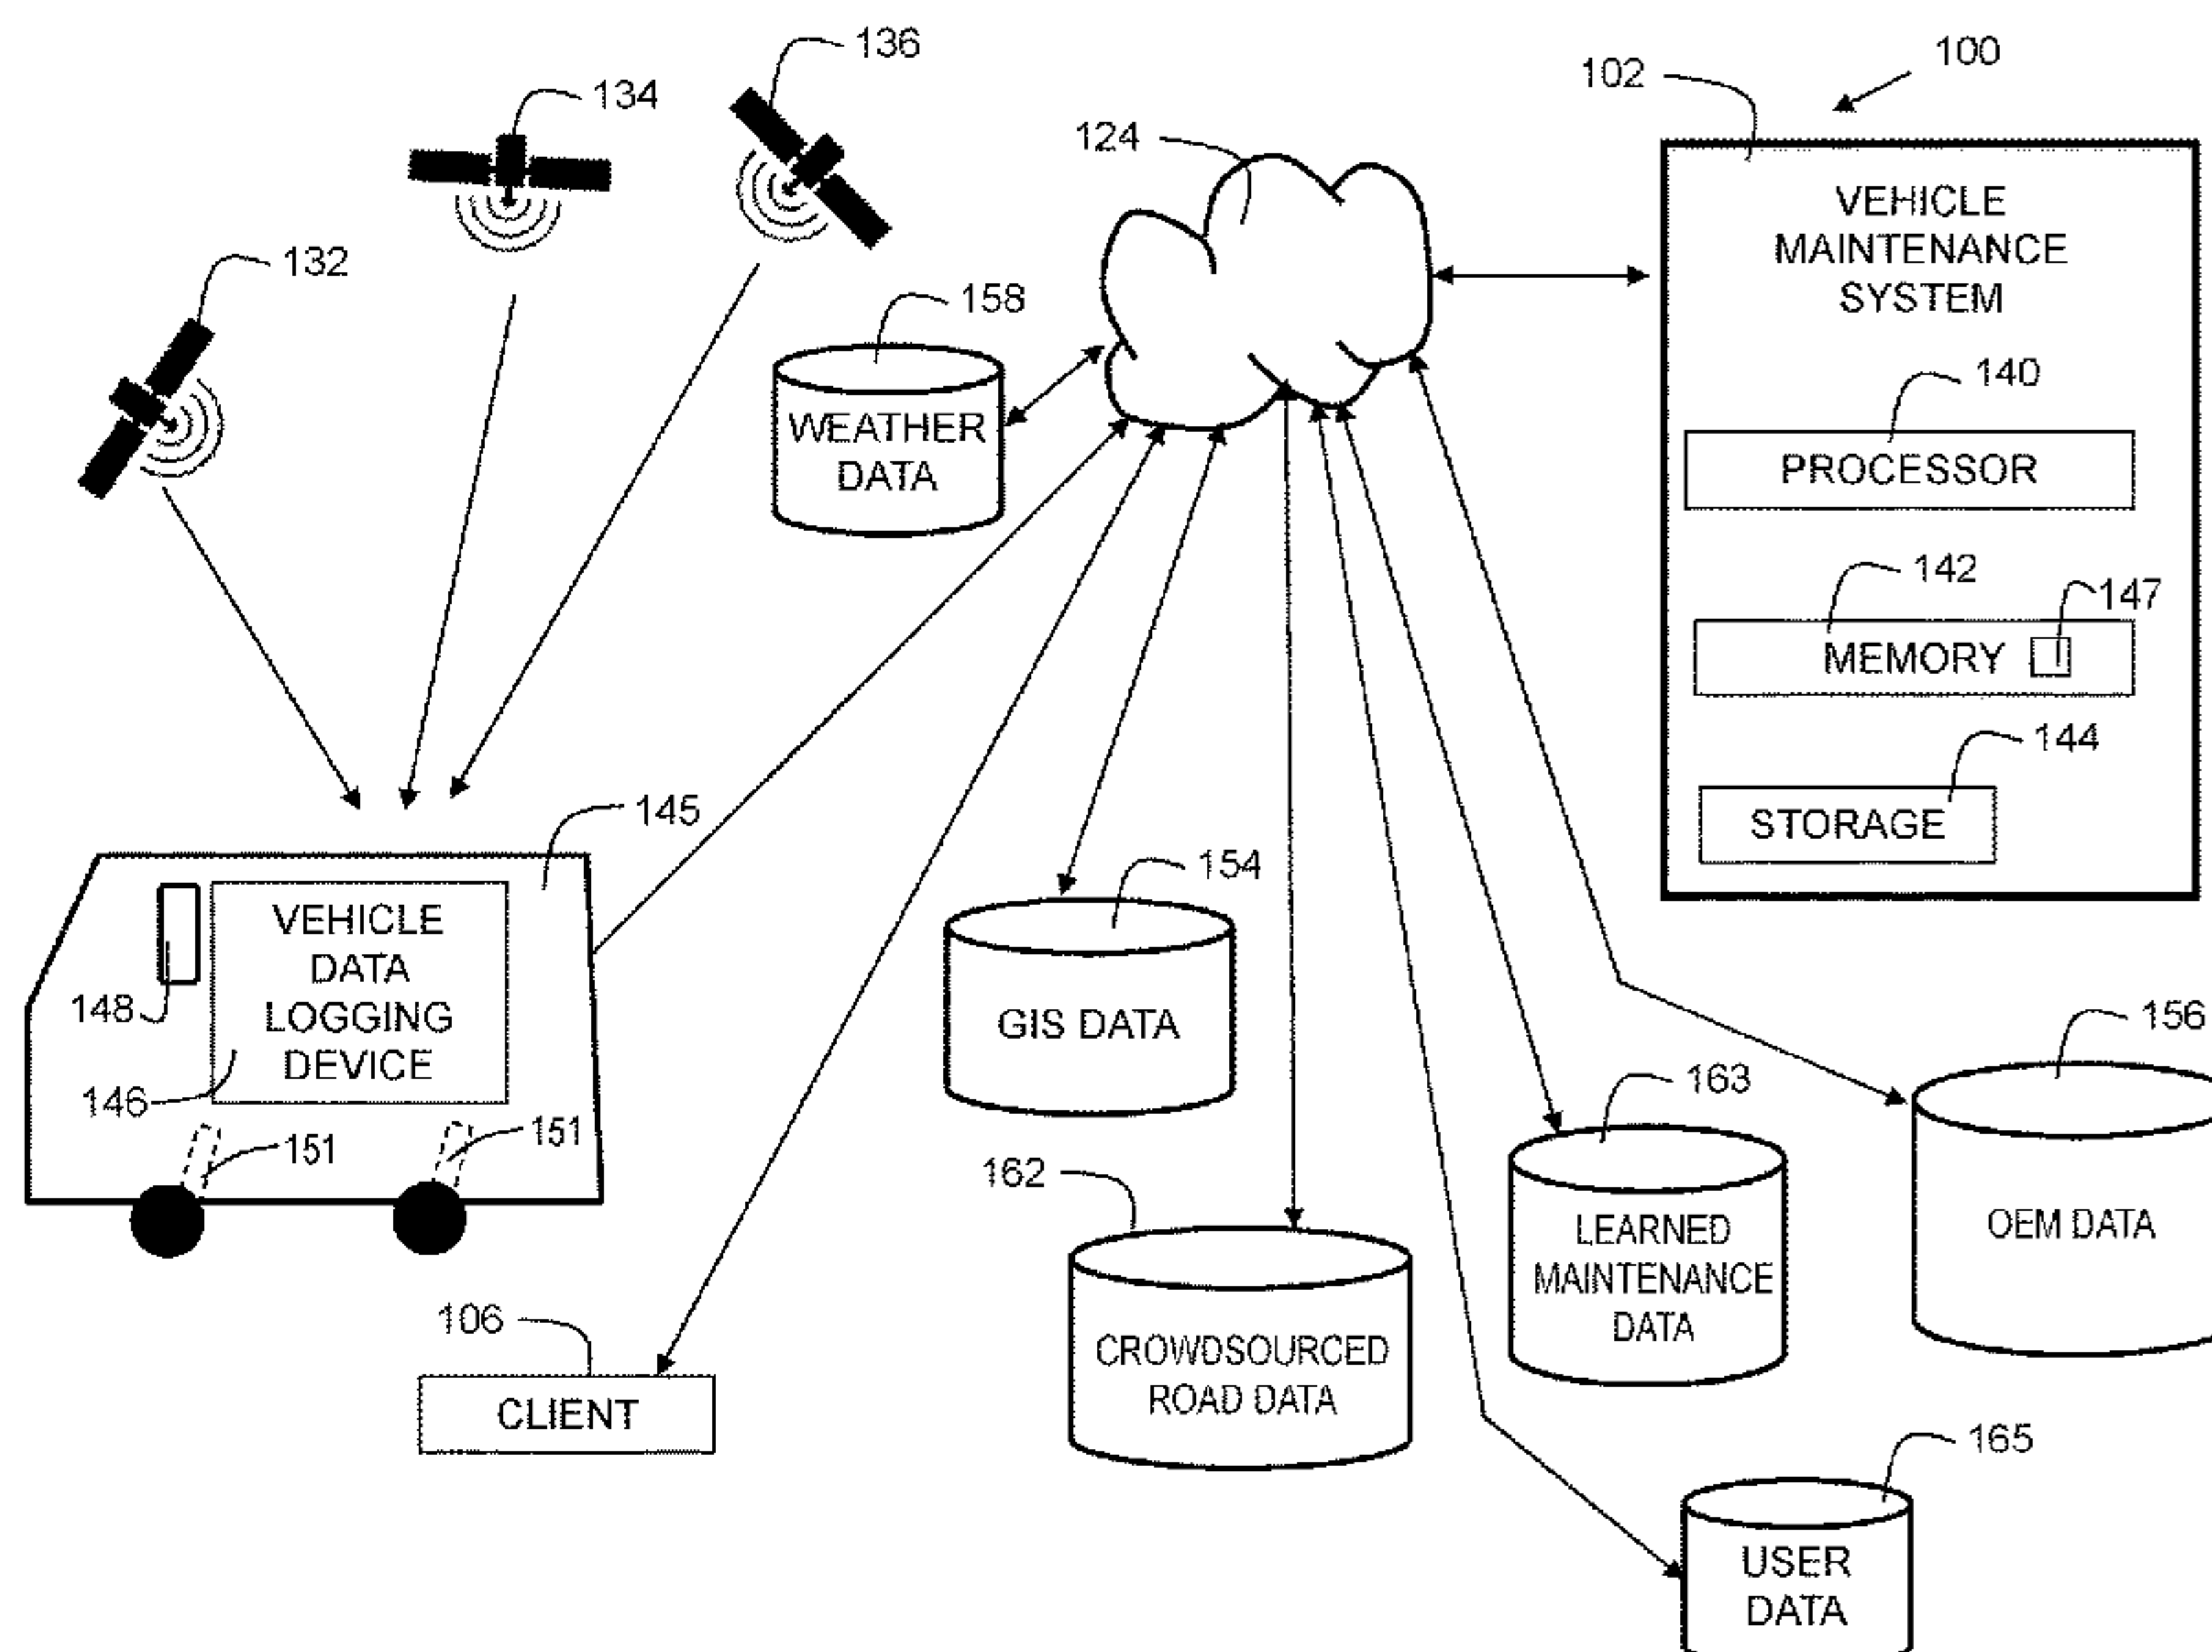 136
100
102
134
124
132
158
VEHICLE
MAINTENANCE
SYSTEM
140
WEATHER
DATA
PROCESSOR
142
147
MEMORY
144
145
STORAGE
154
VEHICLE
DATA
LOGGING
DEVICE
148
146
GIS DATA
156
163
151
151
162
LEARNED
MAINTENANCE
DATA
OEM DATA
106
CROWDSOURCED
ROAD DATA
CLIENT
165
USER
DATA